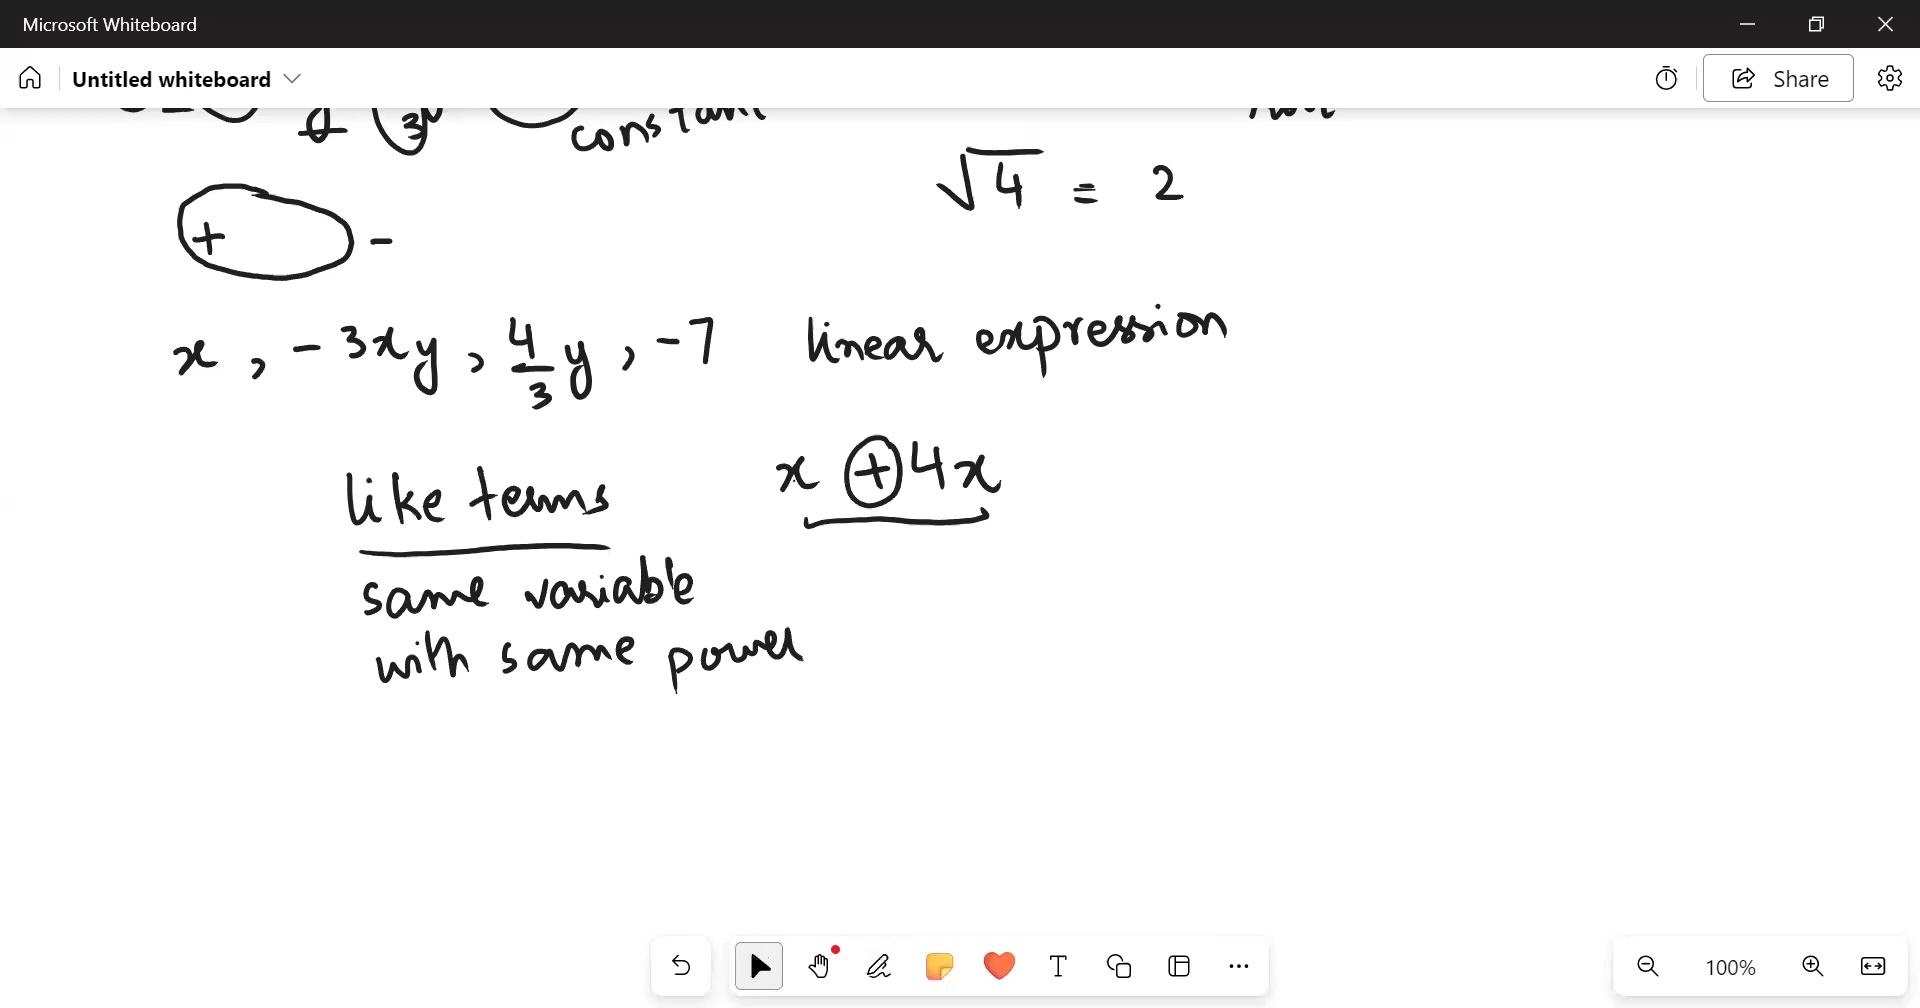 Microsoft Whiteboard
Untitled whiteboard
Share
constant
√4 = 2
+ -
x , - 3xy , 4/3 y , -7 linear expression
like terms x + 4x
same variable
with same power
100%